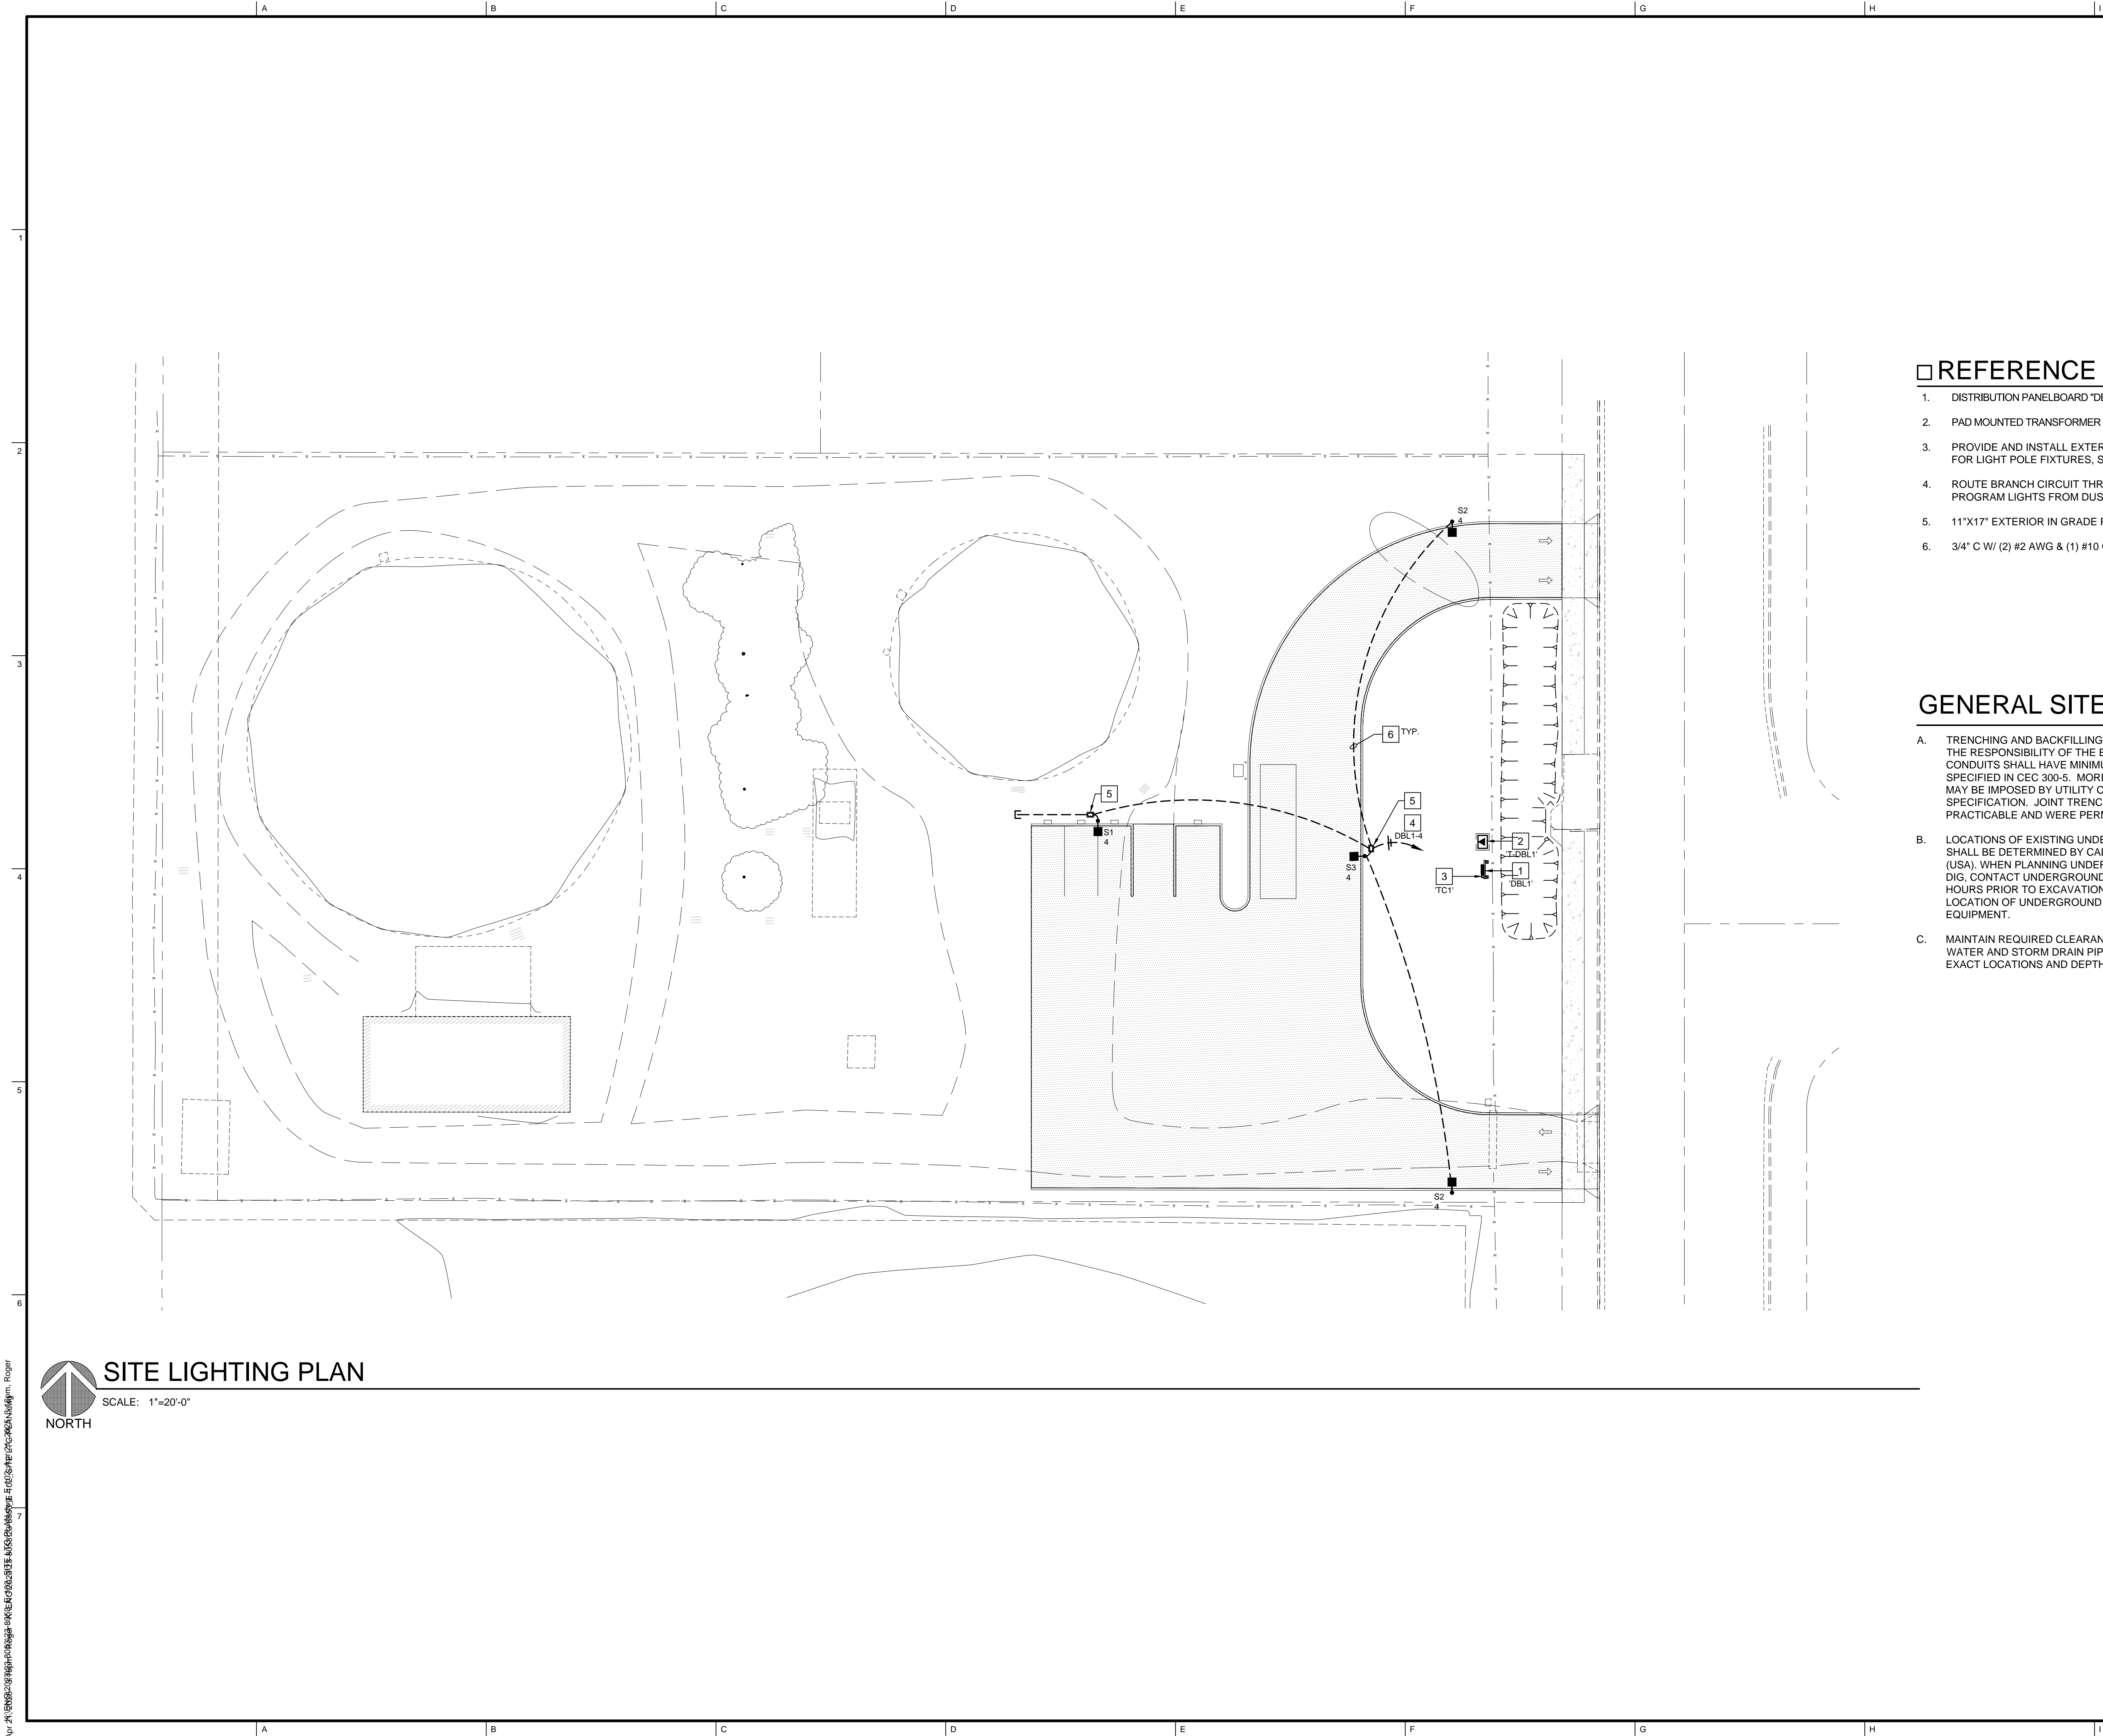 A B C D E F G H I
1
2
3
4
5
6
7
REFERENCE
1. DISTRIBUTION PANELBOARD "DB
2. PAD MOUNTED TRANSFORMER
3. PROVIDE AND INSTALL EXTER
FOR LIGHT POLE FIXTURES, S
4. ROUTE BRANCH CIRCUIT THR
PROGRAM LIGHTS FROM DUS
5. 11"X17" EXTERIOR IN GRADE
6. 3/4" C W/ (2) #2 AWG & (1) #10
GENERAL SITE
A. TRENCHING AND BACKFILLING
THE RESPONSIBILITY OF THE E
CONDUITS SHALL HAVE MINIMU
SPECIFIED IN CEC 300-5. MORE
MAY BE IMPOSED BY UTILITY C
SPECIFICATION. JOINT TRENC
PRACTICABLE AND WERE PERM
B. LOCATIONS OF EXISTING UNDE
SHALL BE DETERMINED BY CAL
(USA). WHEN PLANNING UNDER
DIG, CONTACT UNDERGROUND
HOURS PRIOR TO EXCAVATION
LOCATION OF UNDERGROUND
EQUIPMENT.
C. MAINTAIN REQUIRED CLEARAN
WATER AND STORM DRAIN PIP
EXACT LOCATIONS AND DEPTH
S2
4
6 TYP.
5
S1
4
5
4
DBL1-4
S3
4
2
'T-DBL1'
1
'DBL1'
3
'TC1'
S2
4
SITE LIGHTING PLAN
SCALE: 1"=20'-0"
NORTH
A B C D E F G H I